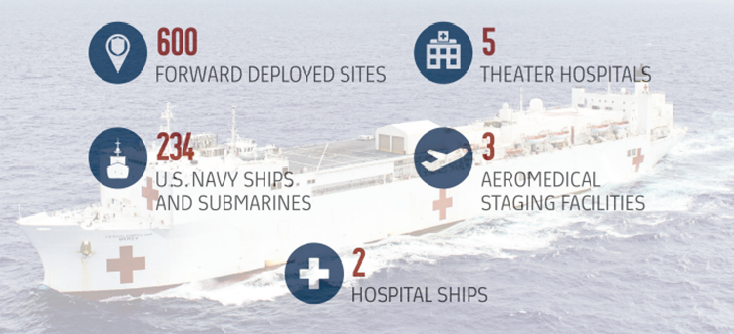 600
FORWARD DEPLOYED SITES
5
THEATER HOSPITALS
234
U.S. NAVY SHIPS
AND SUBMARINES
3
AEROMEDICAL
STAGING FACILITIES
2
HOSPITAL SHIPS
MERCY